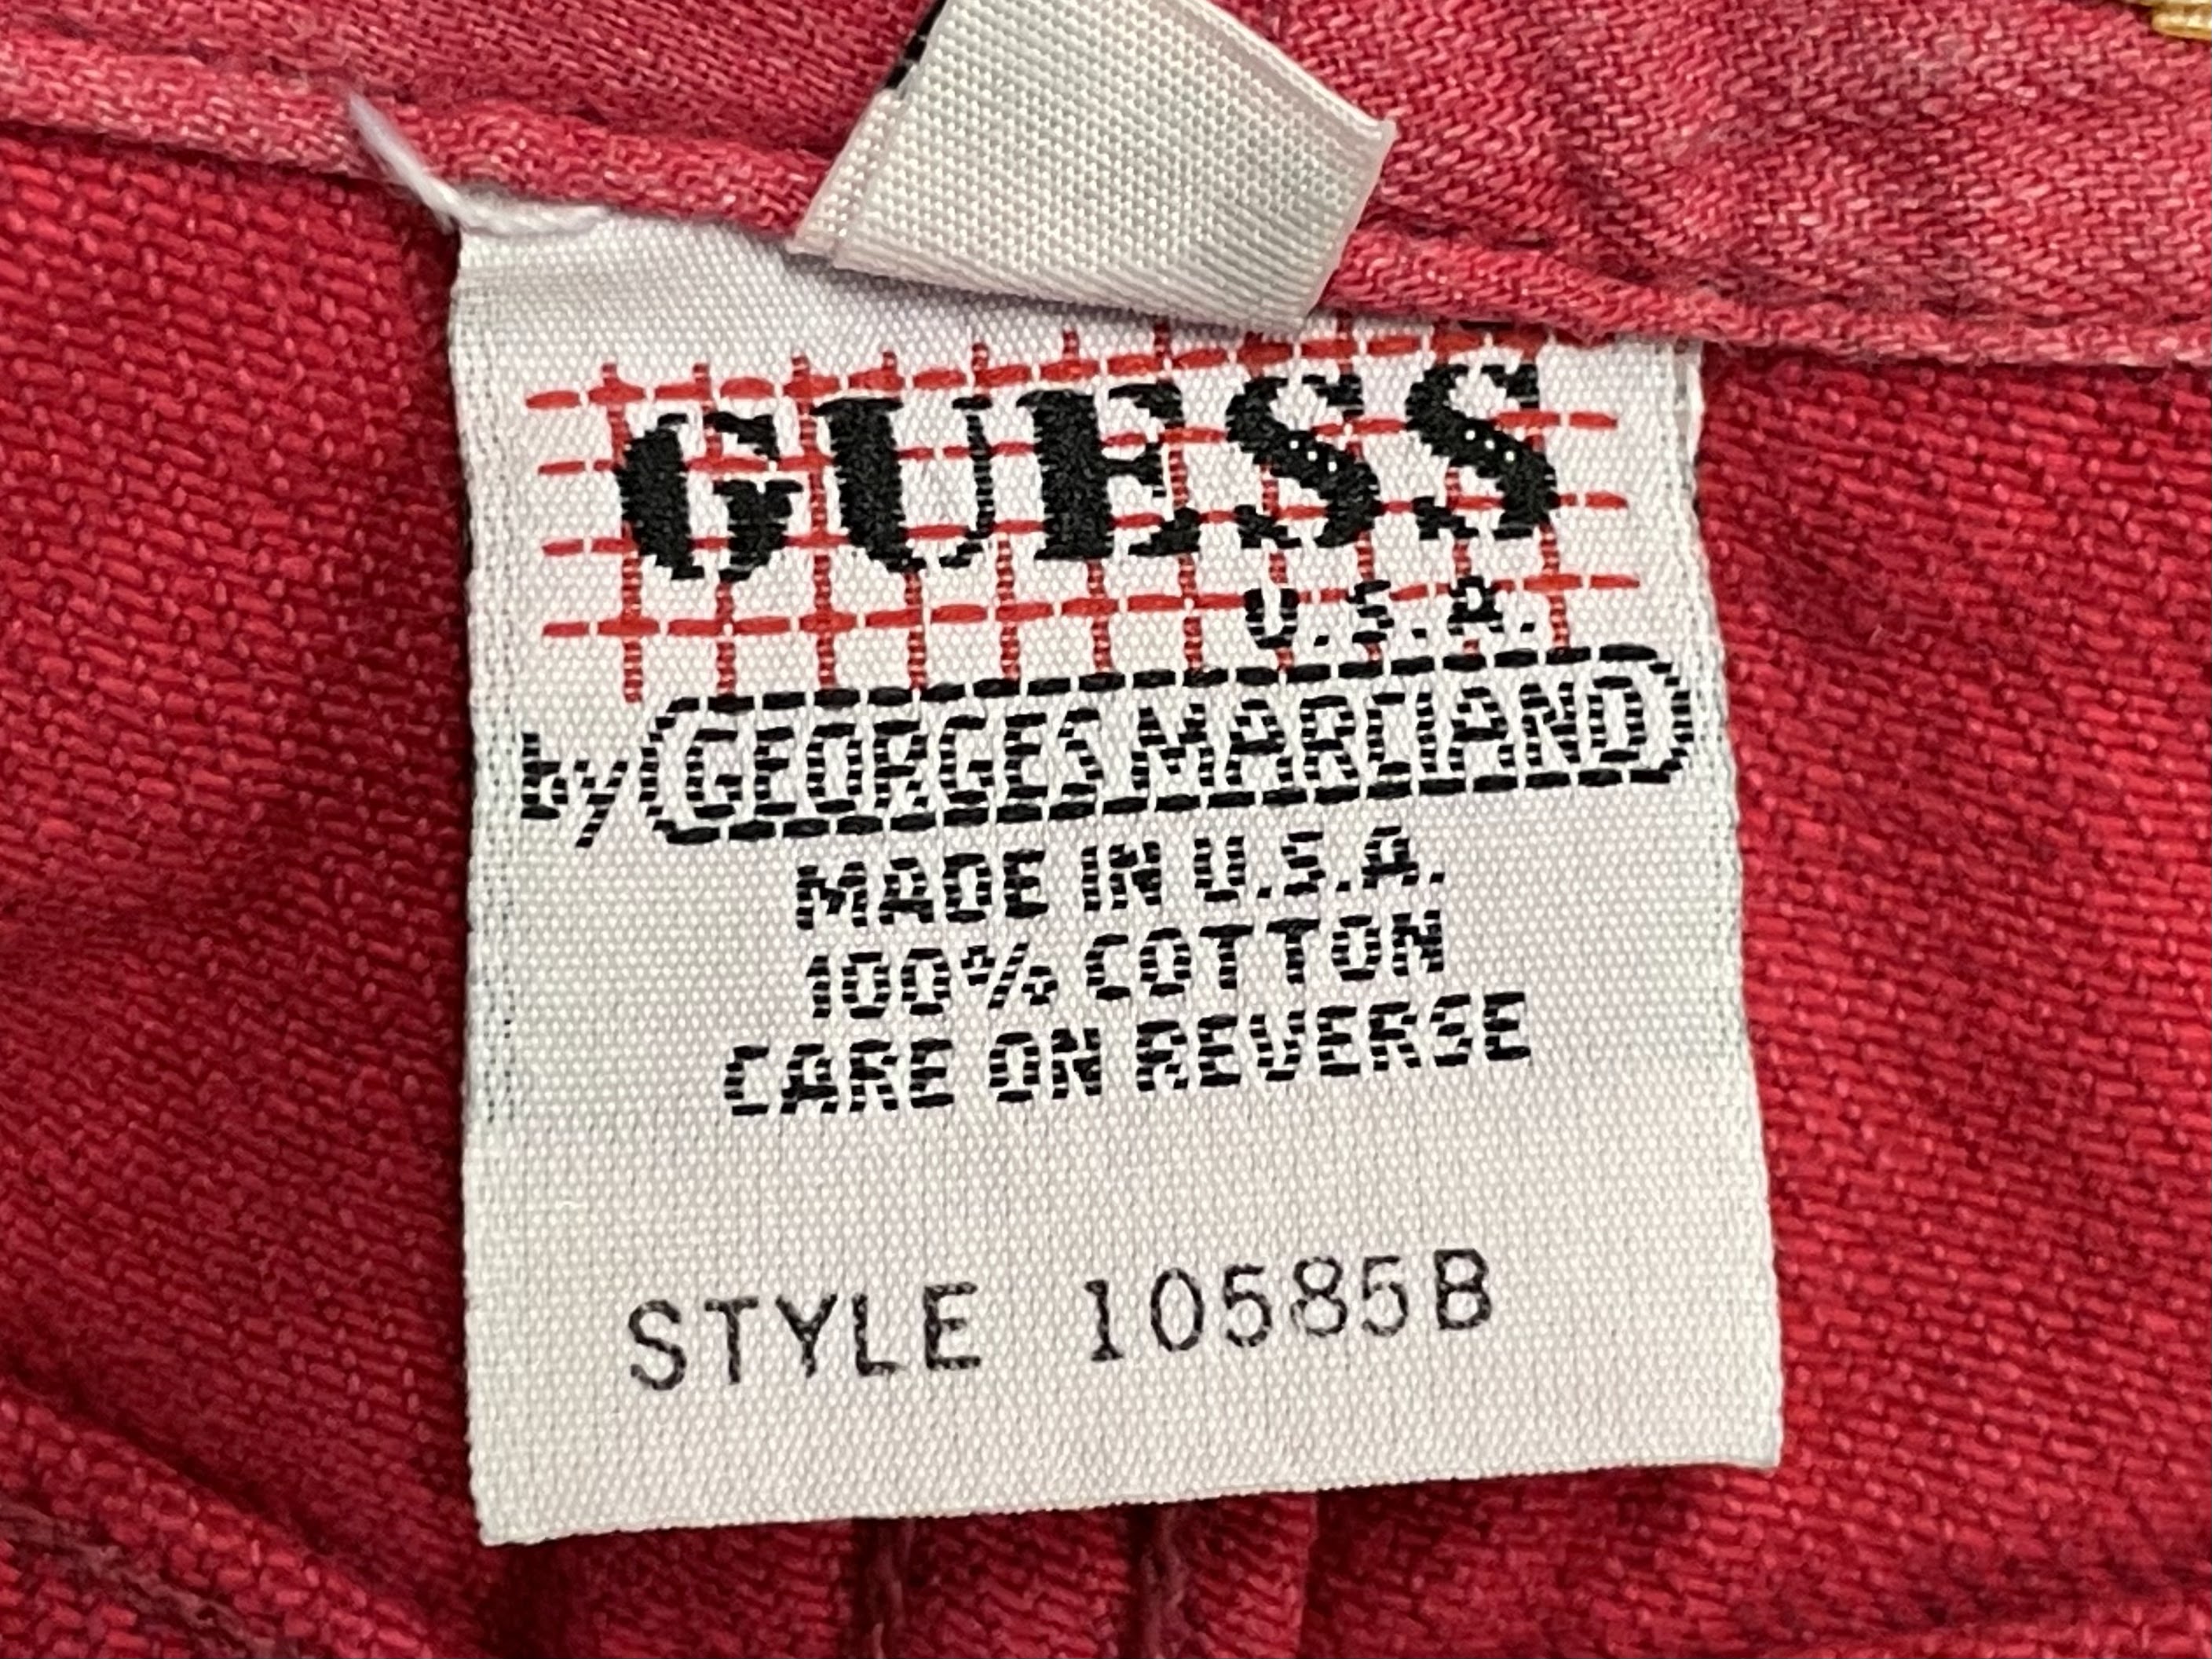 GUESS
U.S.A.
by GEORGES MARCIANO
MADE IN U.S.A.
100% COTTON
CARE ON REVERSE
STYLE 10585B